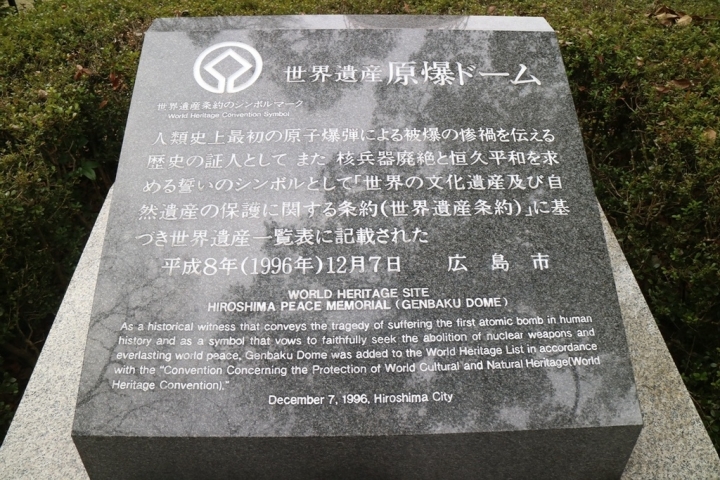 世界遺産 原爆ドーム
世界遺産条約のシンボルマーク
World Heritage Convention Symbol
人類史上最初の原子爆弾による被爆の惨禍を伝える
歴史の証人として また 核兵器廃絶と恒久平和を求
める誓いのシンボルとして「世界の文化遺産及び自
然遺産の保護に関する条約(世界遺産条約)」に基
づき世界遺産一覧表に記載された
平成8年(1996年)12月7日 広島市
WORLD HERITAGE SITE
HIROSHIMA PEACE MEMORIAL (GENBAKU DOME)
As a historical witness that conveys the tragedy of suffering the first atomic bomb in human
history and as a symbol that vows to faithfully seek the abolition of nuclear weapons and
everlasting world peace, Genbaku Dome was added to the World Heritage List in accordance
with the "Convention Concerning the Protection of World Cultural and Natural Heritage(World
Heritage Convention)."
December 7, 1996, Hiroshima City